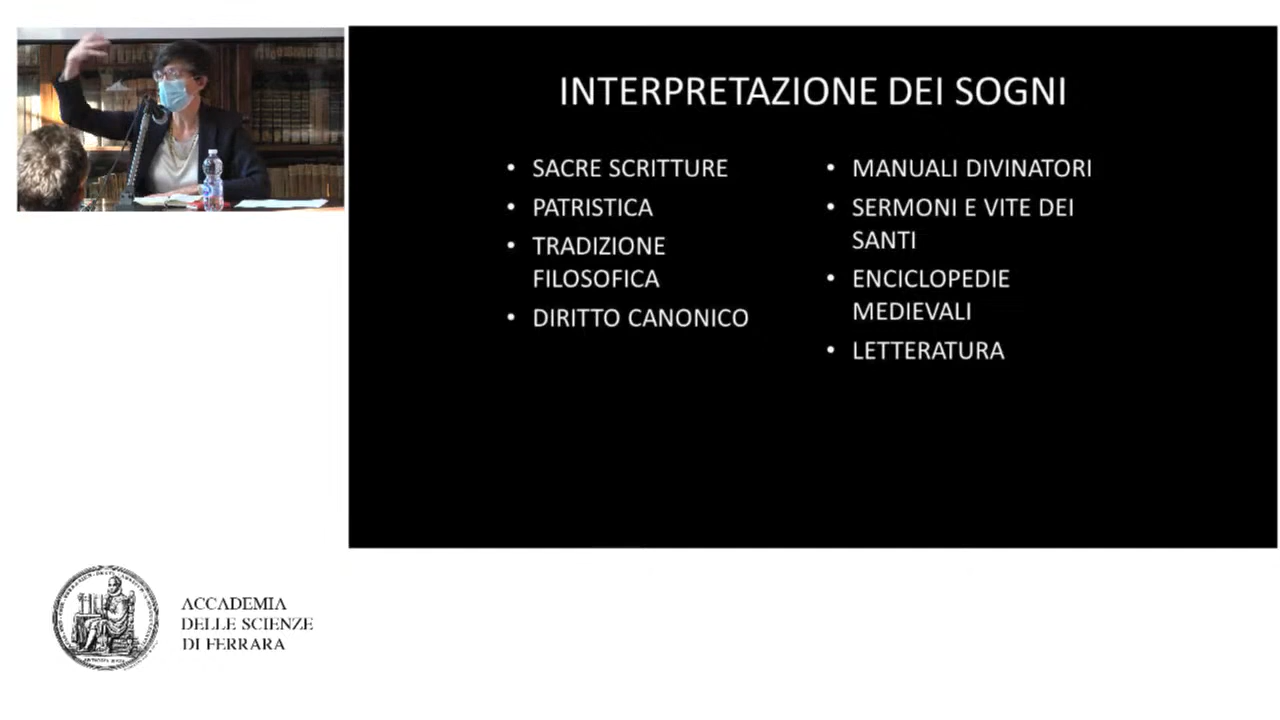 INTERPRETAZIONE DEI SOGNI
• SACRE SCRITTURE
• PATRISTICA
• TRADIZIONE
FILOSOFICA
• DIRITTO CANONICO
• MANUALI DIVINATORI
• SERMONI E VITE DEI
SANTI
• ENCICLOPEDIE
MEDIEVALI
• LETTERATURA
ACCADEMIA
DELLE SCIENZE
DI FERRARA